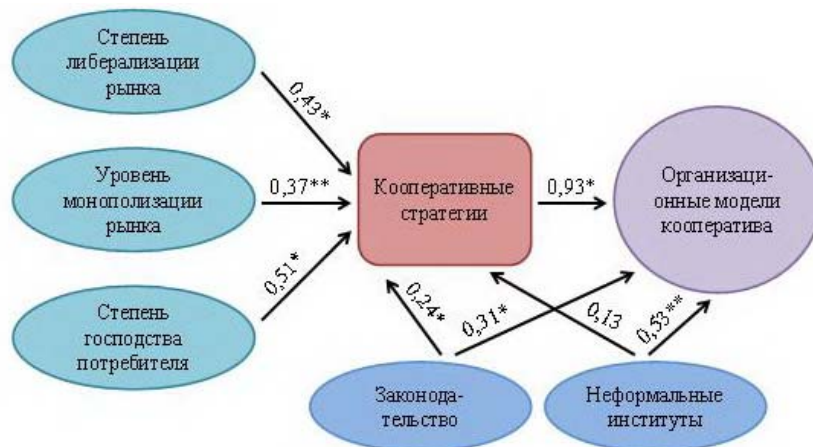 Степень
либерализации
рынка
0,43*
Уровень
монополизации
рынка
0,37**
Кооперативные
стратегии
0,93*
Организаци-
онные модели
кооператива
0,51*
Степень
господства
потребителя
0,24*
0,31*
0,13
0,53**
Законода-
тельство
Неформальные
институты